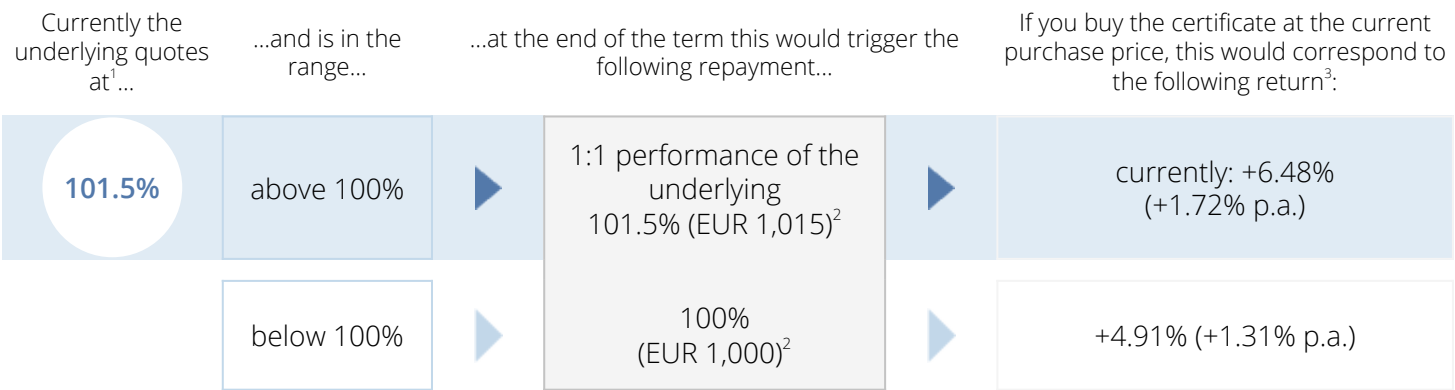 Currently the
underlying quotes
at¹...
...and is in the
range...
...at the end of the term this would trigger the
following repayment...
If you buy the certificate at the current
purchase price, this would correspond to
the following return³:
101.5%
above 100%
1:1 performance of the
underlying
101.5% (EUR 1,015)²
currently: +6.48%
(+1.72% p.a.)
below 100%
100%
(EUR 1,000)²
+4.91% (+1.31% p.a.)